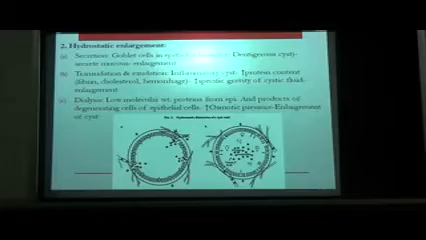 2. Hydrostatic enlargement:
(a) Secretion: Goblet cells in Dentigerous cyst)-
secrete mucous- enlargement
(b) Transudation & exudation: Inflammatory cyst- ↑protein content
(fibrin, cholesterol, hemorrhage)- ↑specific gravity of cystic fluid-
enlargement
(c) Dialysis: Low molecular wt. proteins from epi. And products of
degenerating cells of epithelial cells- ↑Osmotic pressure-Enlargement
of cyst